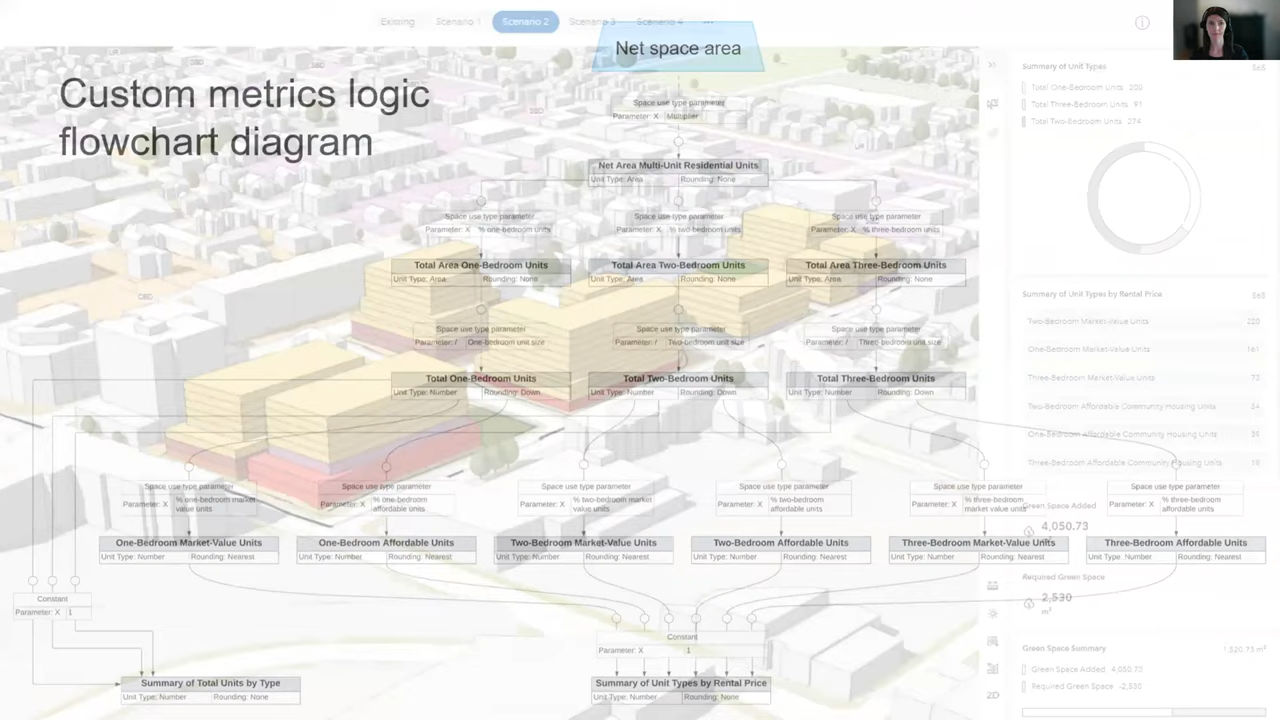 Existing Scenario 1 Scenario 2 Scenario 3 Scenario 4 ...
Net space area
Custom metrics logic
flowchart diagram
Space use type parameter
Parameter: X Multiplier
Net Area Multi-Unit Residential Units
Unit Type: Area Rounding: None
Space use type parameter
Parameter: X % one-bedroom units
Space use type parameter
Parameter: X % two-bedroom units
Space use type parameter
Parameter: X % three-bedroom units
Total Area One-Bedroom Units
Unit Type: Area Rounding: None
Total Area Two-Bedroom Units
Unit Type: Area Rounding: None
Total Area Three-Bedroom Units
Unit Type: Area Rounding: None
Space use type parameter
Parameter: / One-bedroom unit size
Space use type parameter
Parameter: / Two-bedroom unit size
Space use type parameter
Parameter: / Three-bedroom unit size
Total One-Bedroom Units
Unit Type: Number Rounding: Down
Total Two-Bedroom Units
Unit Type: Number Rounding: Down
Total Three-Bedroom Units
Unit Type: Number Rounding: Down
Space use type parameter
Parameter: X % one-bedroom market
value units
Space use type parameter
Parameter: X % one-bedroom
affordable units
Space use type parameter
Parameter: X % two-bedroom market
value units
Space use type parameter
Parameter: X % two-bedroom
affordable units
Space use type parameter
Parameter: X % three-bedroom
market value units
Space use type parameter
Parameter: X % three-bedroom
affordable units
One-Bedroom Market-Value Units
Unit Type: Number Rounding: Nearest
One-Bedroom Affordable Units
Unit Type: Number Rounding: Nearest
Two-Bedroom Market-Value Units
Unit Type: Number Rounding: Nearest
Two-Bedroom Affordable Units
Unit Type: Number Rounding: Nearest
Three-Bedroom Market-Value Units
Unit Type: Number Rounding: Nearest
Three-Bedroom Affordable Units
Unit Type: Number Rounding: Nearest
Constant
Parameter: X 1
Constant
Parameter: X 1
Summary of Total Units by Type
Unit Type: Number Rounding: None
Summary of Unit Types by Rental Price
Unit Type: Number Rounding: None
Summary of Unit Types 565
Total One-Bedroom Units 200
Total Three-Bedroom Units 91
Total Two-Bedroom Units 274
Summary of Unit Types by Rental Price 565
Two-Bedroom Market-Value Units 220
One-Bedroom Market-Value Units 161
Three-Bedroom Market-Value Units 73
Two-Bedroom Affordable Community Housing Units 54
One-Bedroom Affordable Community Housing Units 39
Three-Bedroom Affordable Community Housing Units 18
Green Space Added
4,050.73
Required Green Space
2,530
m²
Green Space Summary 1,520.73 m²
Green Space Added 4,050.73
Required Green Space -2,530
2D